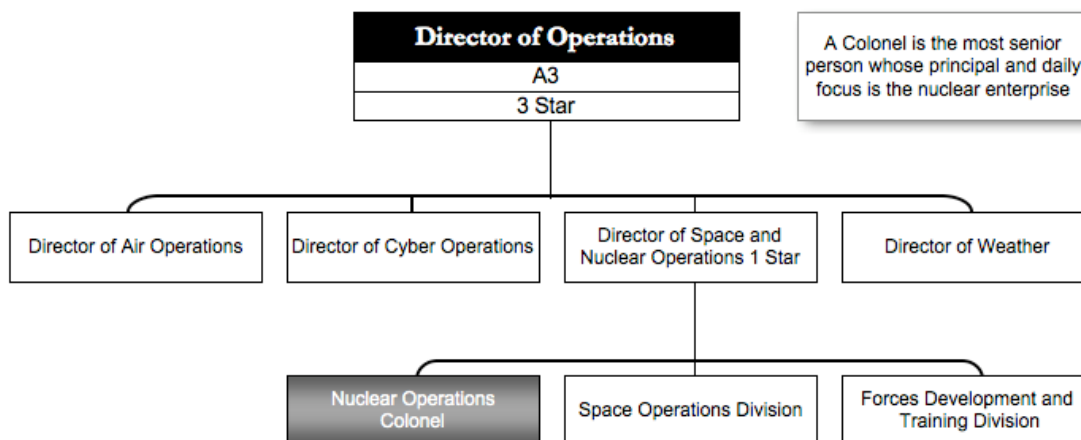 Director of Operations
A3
3 Star
A Colonel is the most senior
person whose principal and daily
focus is the nuclear enterprise
Director of Air Operations
Director of Cyber Operations
Director of Space and
Nuclear Operations 1 Star
Director of Weather
Nuclear Operations
Colonel
Space Operations Division
Forces Development and
Training Division